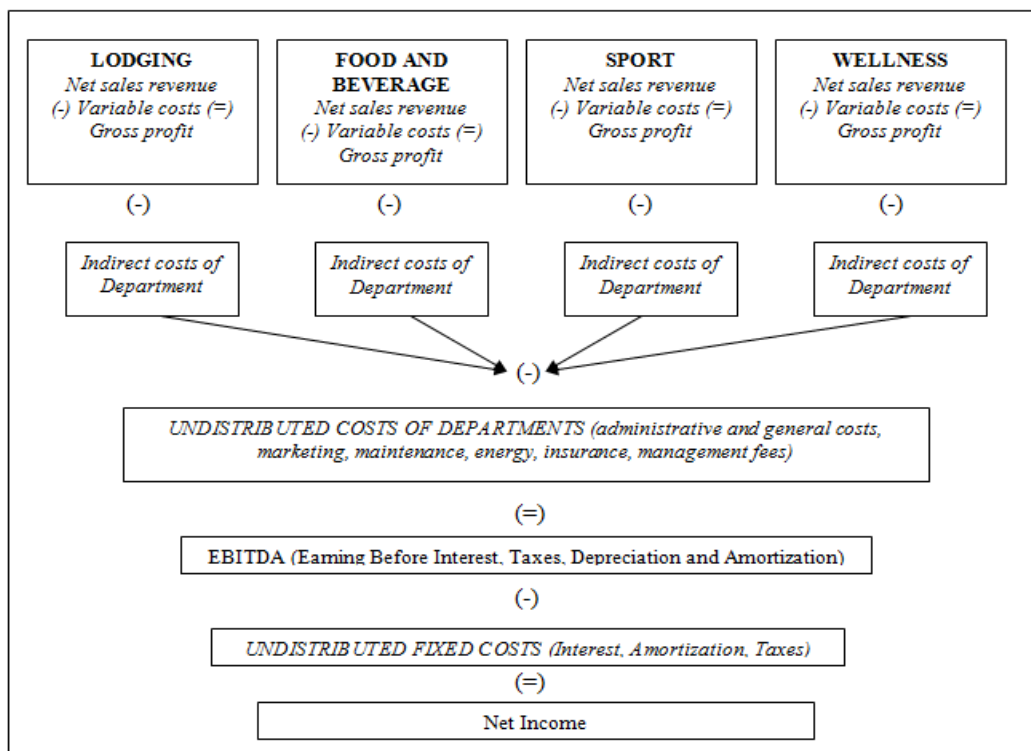 LODGING
Net sales revenue
(-) Variable costs (=)
Gross profit
FOOD AND
BEVERAGE
Net sales revenue
(-) Variable costs (=)
Gross profit
SPORT
Net sales revenue
(-) Variable costs (=)
Gross profit
WELLNESS
Net sales revenue
(-) Variable costs (=)
Gross profit
(-)
(-)
(-)
(-)
Indirect costs of
Department
Indirect costs of
Department
Indirect costs of
Department
Indirect costs of
Department
(-)
UNDISTRIBUTED COSTS OF DEPARTMENTS (administrative and general costs,
marketing, maintenance, energy, insurance, management fees)
(=)
EBITDA (Earning Before Interest, Taxes, Depreciation and Amortization)
(-)
UNDISTRIBUTED FIXED COSTS (Interest, Amortization, Taxes)
(=)
Net Income